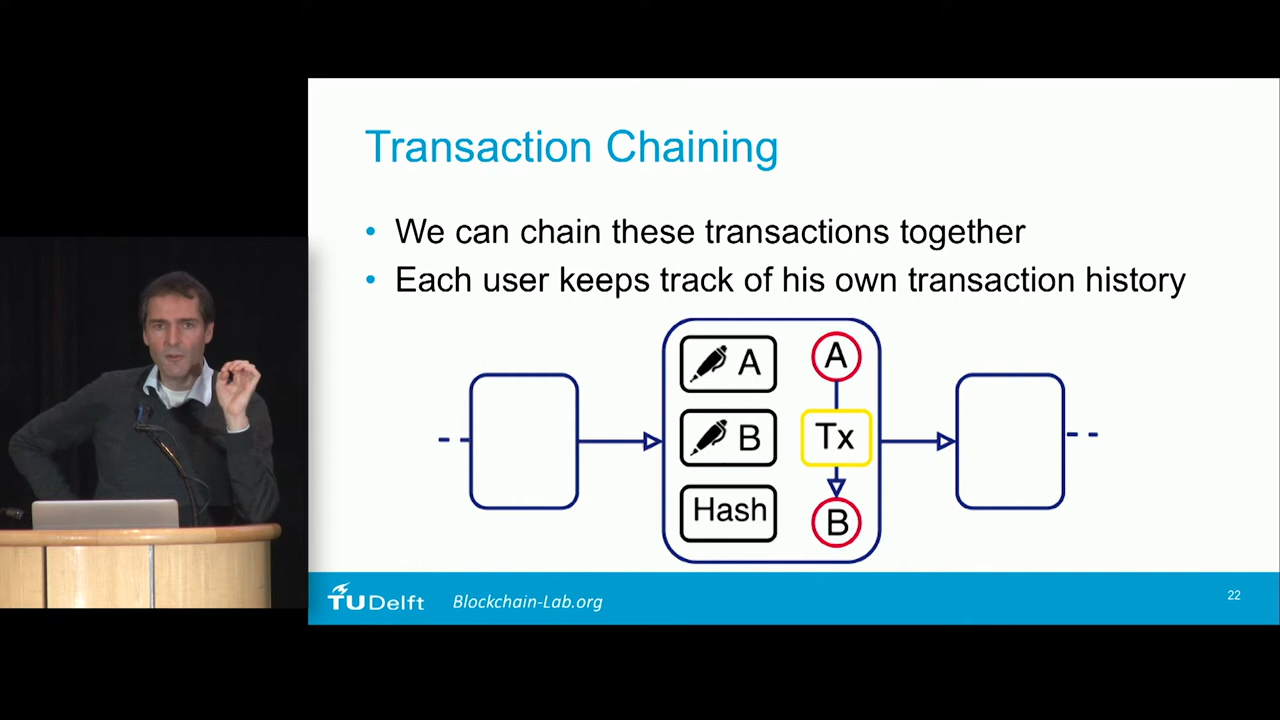 Transaction Chaining
• We can chain these transactions together
• Each user keeps track of his own transaction history
A
A
B
Tx
Hash
B
TUDelft
Blockchain-Lab.org
22